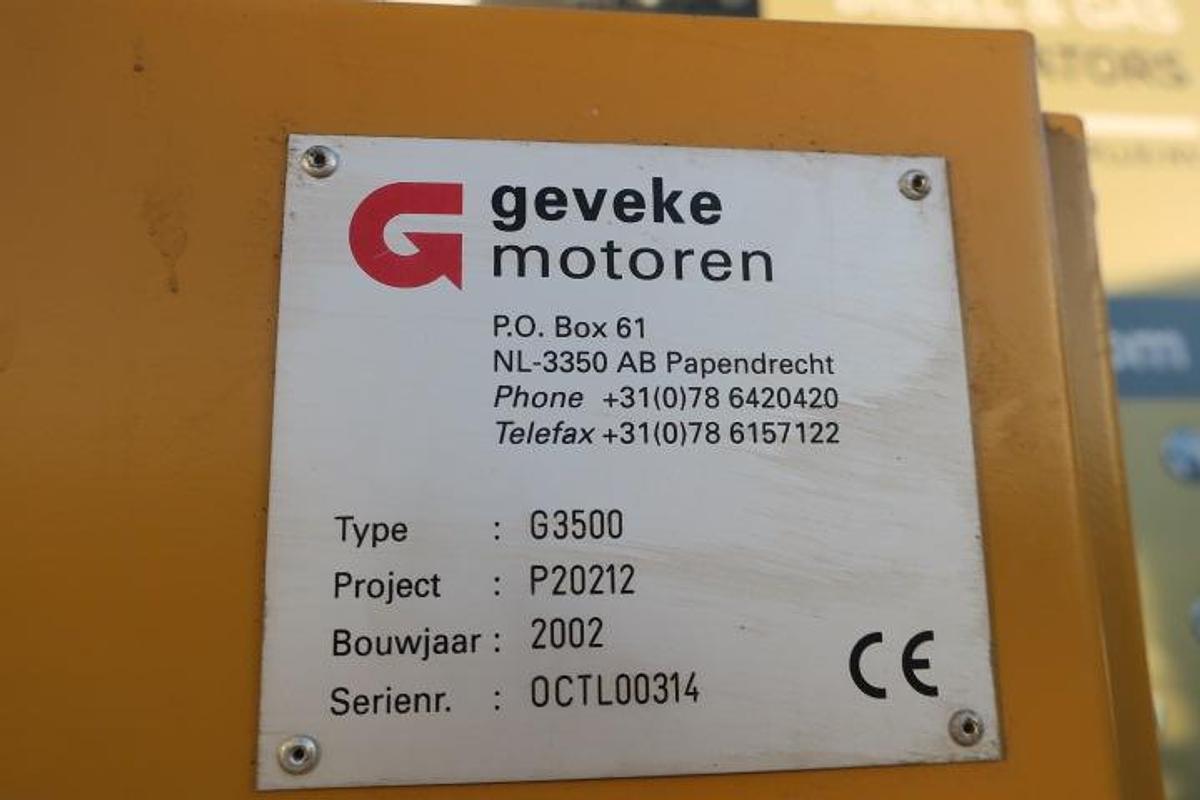 geveke
motoren
P.O. Box 61
NL-3350 AB Papendrecht
Phone +31(0)78 6420420
Telefax +31(0)78 6157122
Type : G3500
Project : P20212
Bouwjaar : 2002
Serienr. : OCTL00314
CE